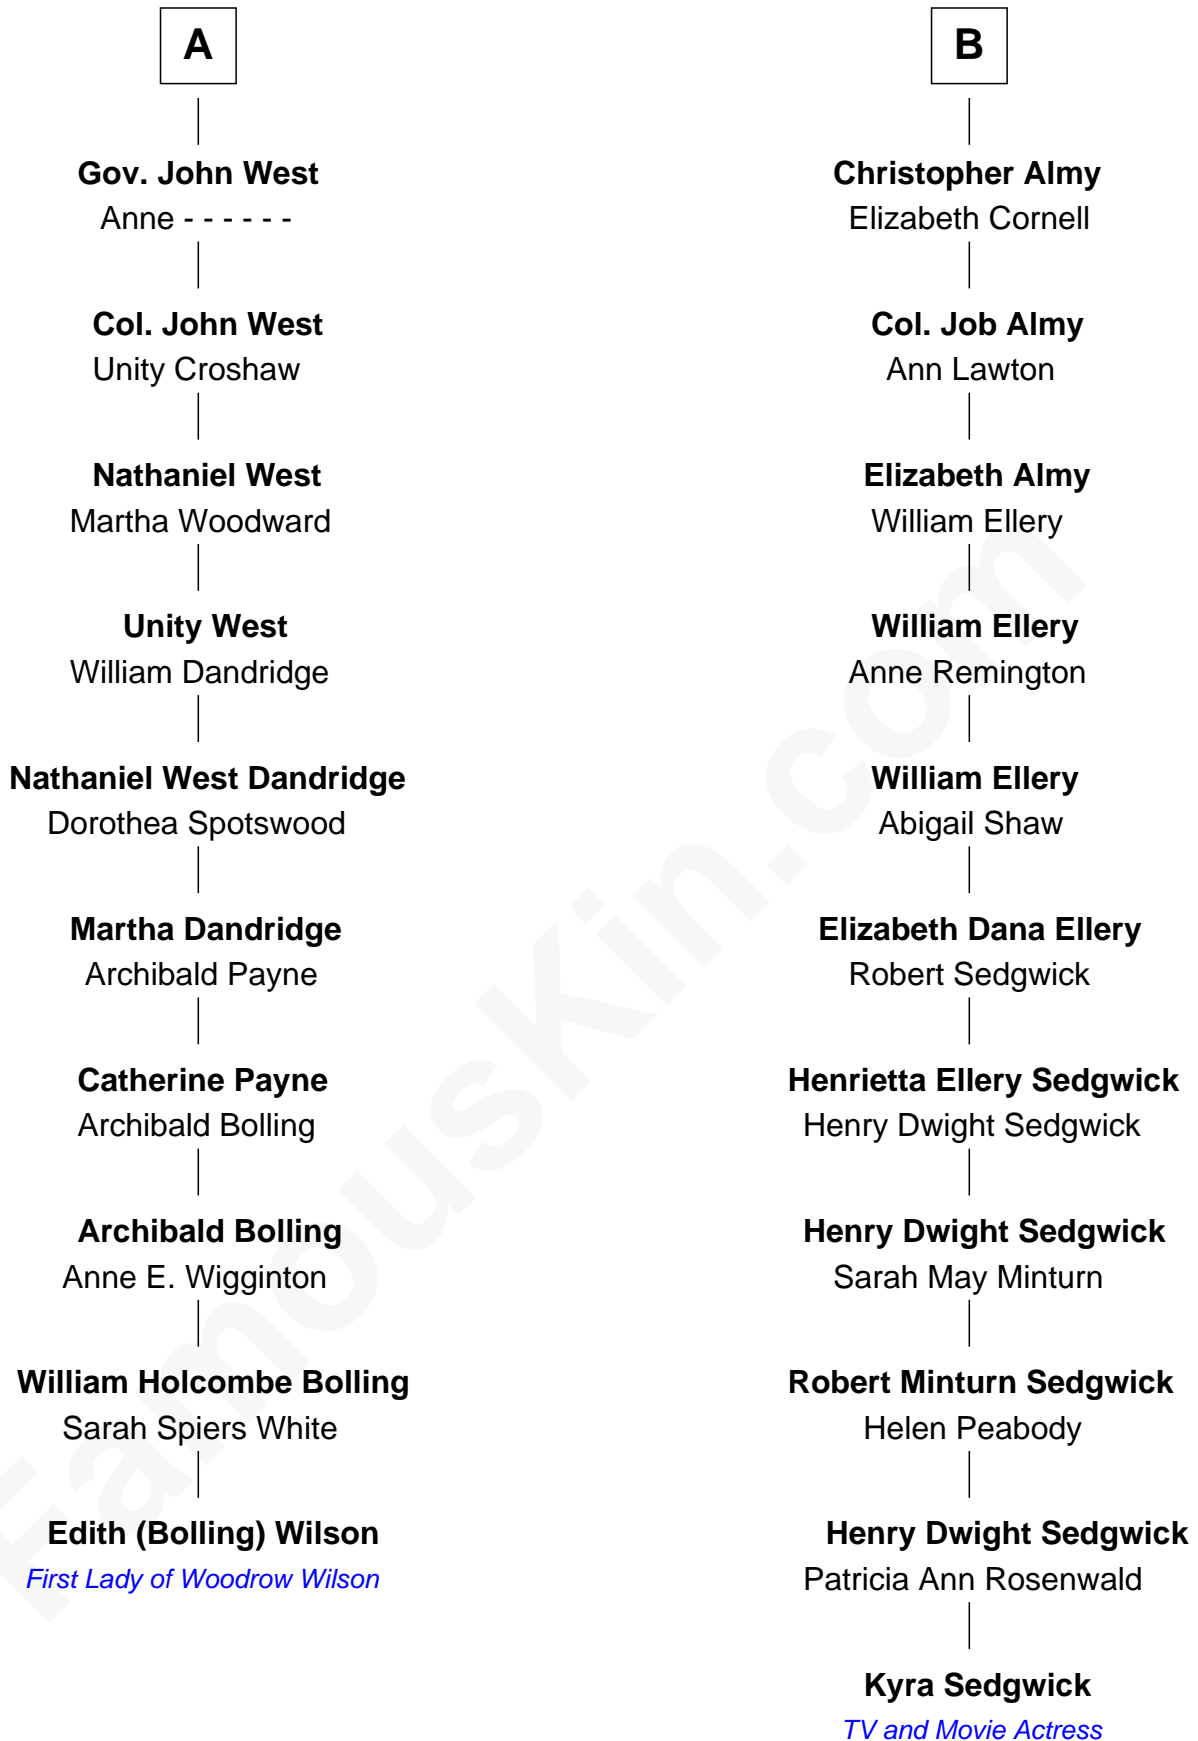 A
Gov. John West
Anne - - - - - -
Col. John West
Unity Croshaw
Nathaniel West
Martha Woodward
Unity West
William Dandridge
Nathaniel West Dandridge
Dorothea Spotswood
Martha Dandridge
Archibald Payne
Catherine Payne
Archibald Bolling
Archibald Bolling
Anne E. Wigginton
William Holcombe Bolling
Sarah Spiers White
Edith (Bolling) Wilson
First Lady of Woodrow Wilson
B
Christopher Almy
Elizabeth Cornell
Col. Job Almy
Ann Lawton
Elizabeth Almy
William Ellery
William Ellery
Anne Remington
William Ellery
Abigail Shaw
Elizabeth Dana Ellery
Robert Sedgwick
Henrietta Ellery Sedgwick
Henry Dwight Sedgwick
Henry Dwight Sedgwick
Sarah May Minturn
Robert Minturn Sedgwick
Helen Peabody
Henry Dwight Sedgwick
Patricia Ann Rosenwald
Kyra Sedgwick
TV and Movie Actress
FamousKin.com